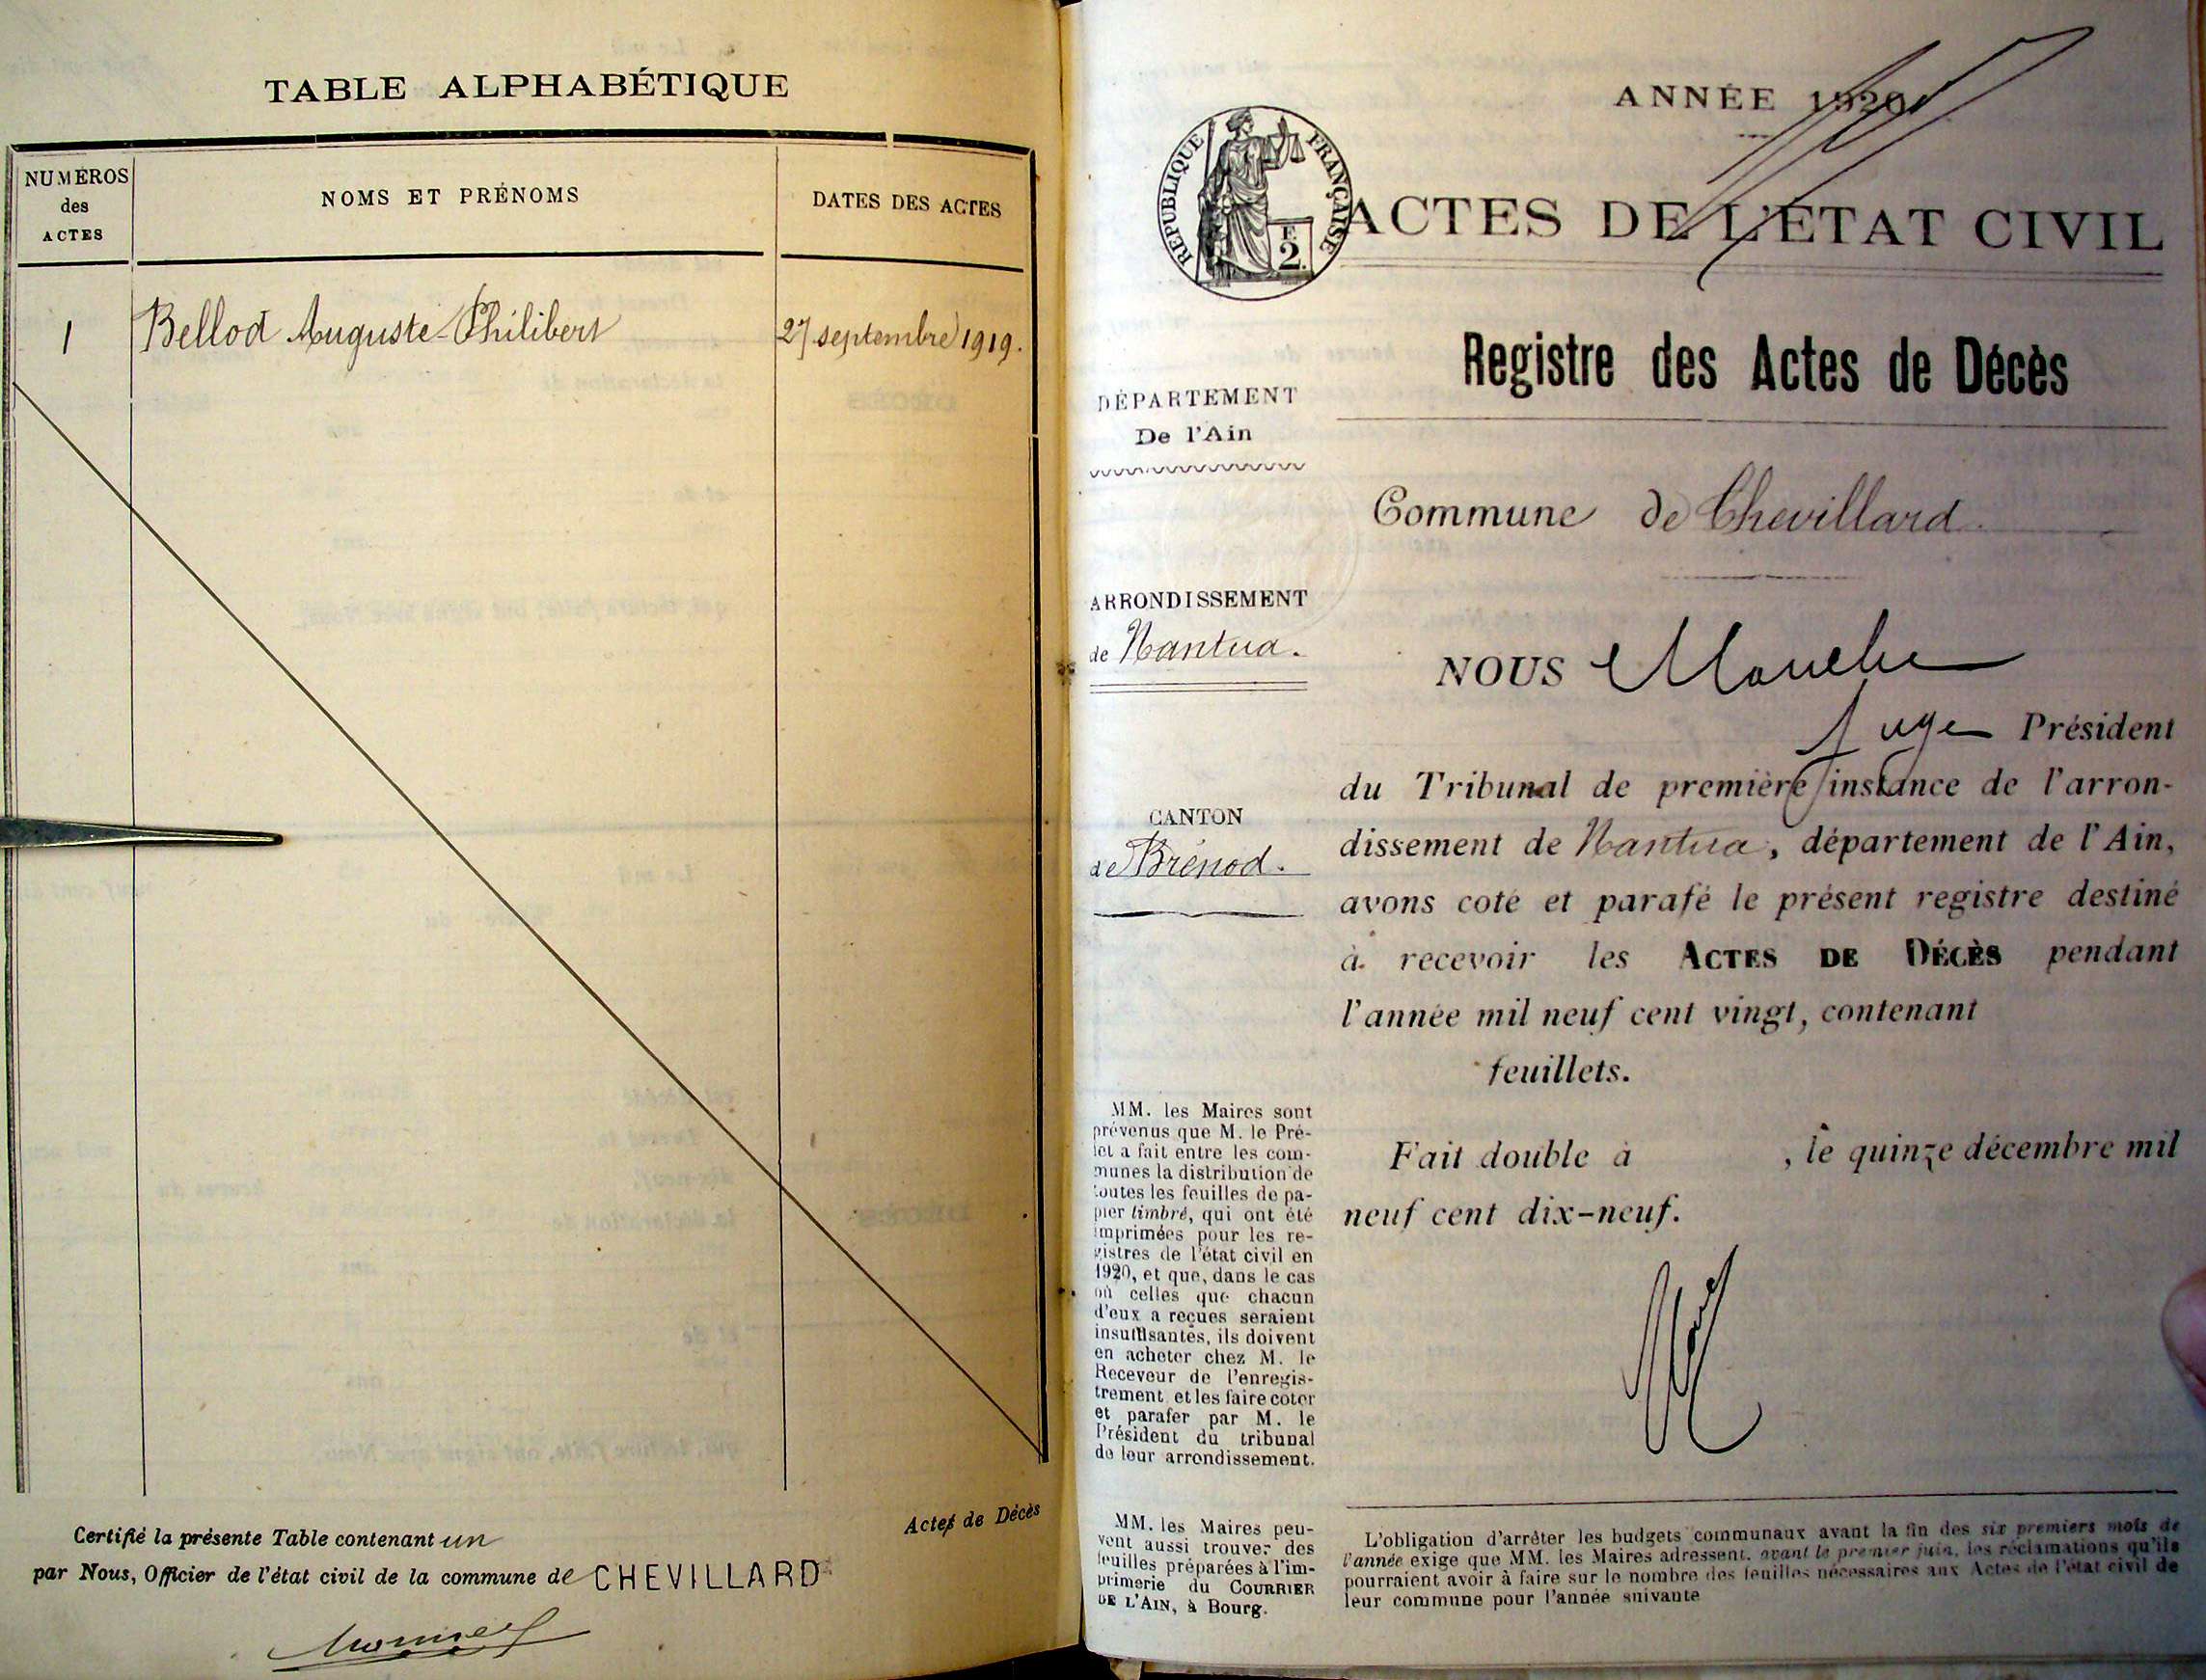 TABLE ALPHABÉTIQUE
NUMÉROS
des
ACTES
NOMS ET PRÉNOMS
DATES DES ACTES
1
Bellod Auguste-Philibert
27 septembre 1919.
Certifié la présente Table contenant un
Actes de Décès
par Nous, Officier de l'état civil de la commune de CHEVILLARD
ANNÉE 1920
RÉPUBLIQUE FRANÇAISE
F
2
ACTES DE L'ÉTAT CIVIL
Registre des Actes de Décès
DÉPARTEMENT
De l'Ain
Commune de Chevillard
ARRONDISSEMENT
de Nantua.
CANTON
de Brénod.
NOUS
Juge Président
du Tribunal de première instance de l'arron-
dissement de Nantua, département de l'Ain,
avons coté et parafé le présent registre destiné
à recevoir les ACTES DE DÉCÈS pendant
l'année mil neuf cent vingt, contenant
feuillets.
Fait double à , le quinze décembre mil
neuf cent dix-neuf.
MM. les Maires sont
prévenus que M. le Pré-
fet a fait entre les com-
munes la distribution de
toutes les feuilles de pa-
pier timbré, qui ont été
imprimées pour les re-
gistres de l'état civil en
1920, et que, dans le cas
où celles que chacun
d'eux a reçues seraient
insuffisantes, ils doivent
en acheter chez M. le
Receveur de l'enregis-
trement et les faire coter
et parafer par M. le
Président du tribunal
de leur arrondissement.
MM. les Maires peu-
vent aussi trouver des
feuilles préparées à l'im-
primerie du COURRIER
DE L'AIN, à Bourg.
L'obligation d'arrêter les budgets communaux avant la fin des six premiers mois de
l'année exige que MM. les Maires adressent, avant le premier juin, les réclamations qu'ils
pourraient avoir à faire sur le nombre des feuilles nécessaires aux Actes de l'état civil de
leur commune pour l'année suivante